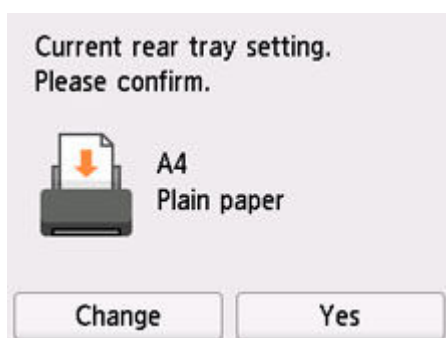 Current rear tray setting.
Please confirm.
A4
Plain paper
Change
Yes